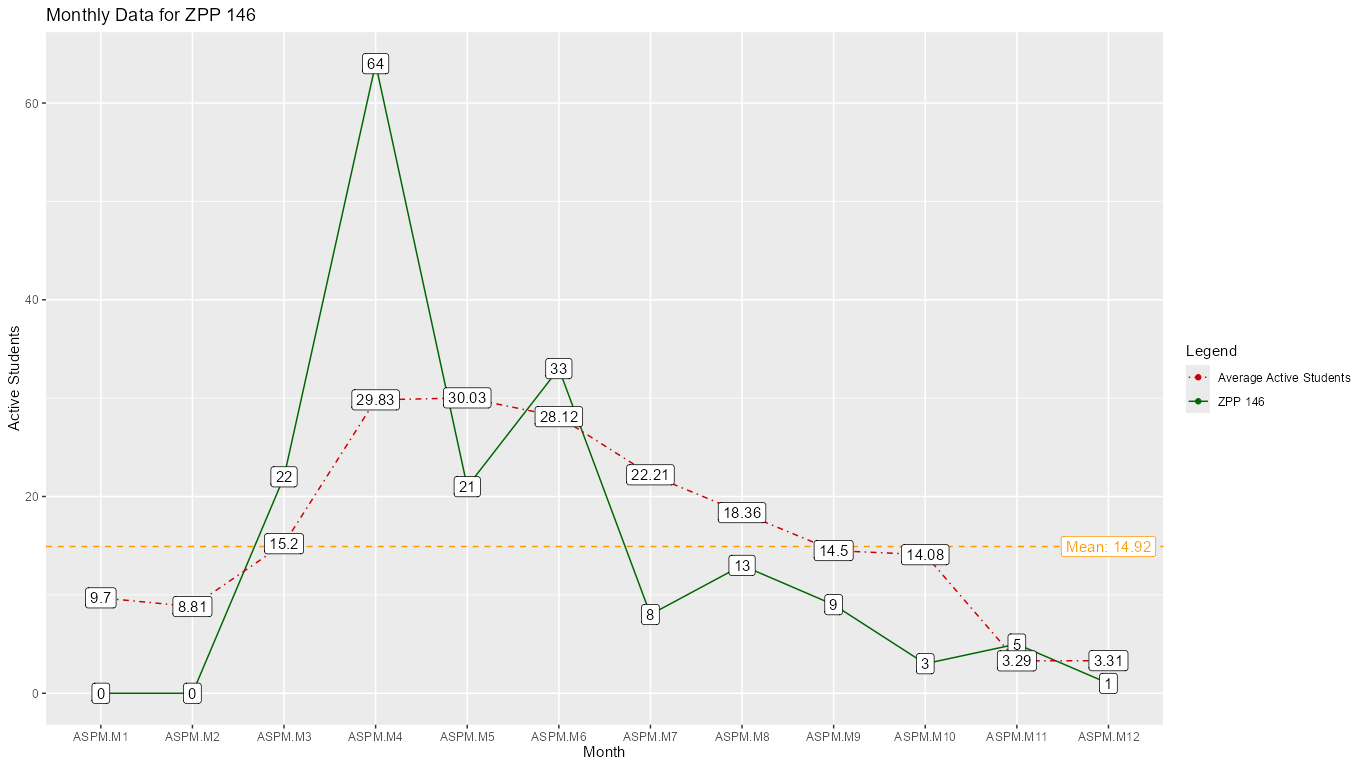 Monthly Data for ZPP 146
Active Students
60
40
20
0
64
33
29.83
30.03
28.12
22
21
22.21
18.36
15.2
14.5
14.08
Mean: 14.92
13
9.7
8.81
9
8
5
3
3.29
3.31
0
0
1
ASPM.M1
ASPM.M2
ASPM.M3
ASPM.M4
ASPM.M5
ASPM.M6
ASPM.M7
ASPM.M8
ASPM.M9
ASPM.M10
ASPM.M11
ASPM.M12
Month
Legend
Average Active Students
ZPP 146